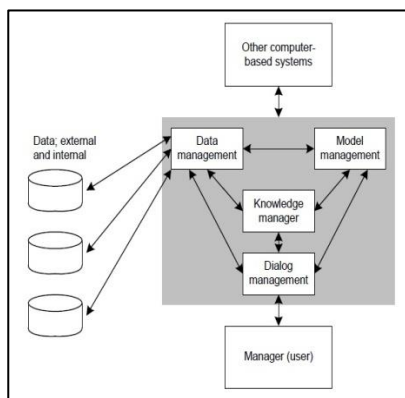 Other computer-
based systems
Data; external
and internal
Data
management
Model
management
Knowledge
manager
Dialog
management
Manager (user)